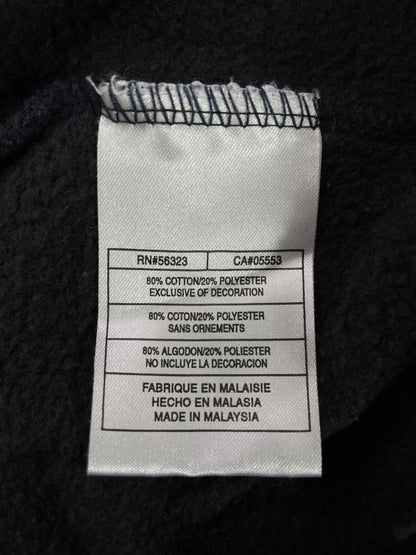 RN#56323 CA#05553
80% COTTON/20% POLYESTER
EXCLUSIVE OF DECORATION
80% COTON/20% POLYESTER
SANS ORNEMENTS
80% ALGODON/20% POLIESTER
NO INCLUYE LA DECORACION
FABRIQUE EN MALAISIE
HECHO EN MALASIA
MADE IN MALAYSIA